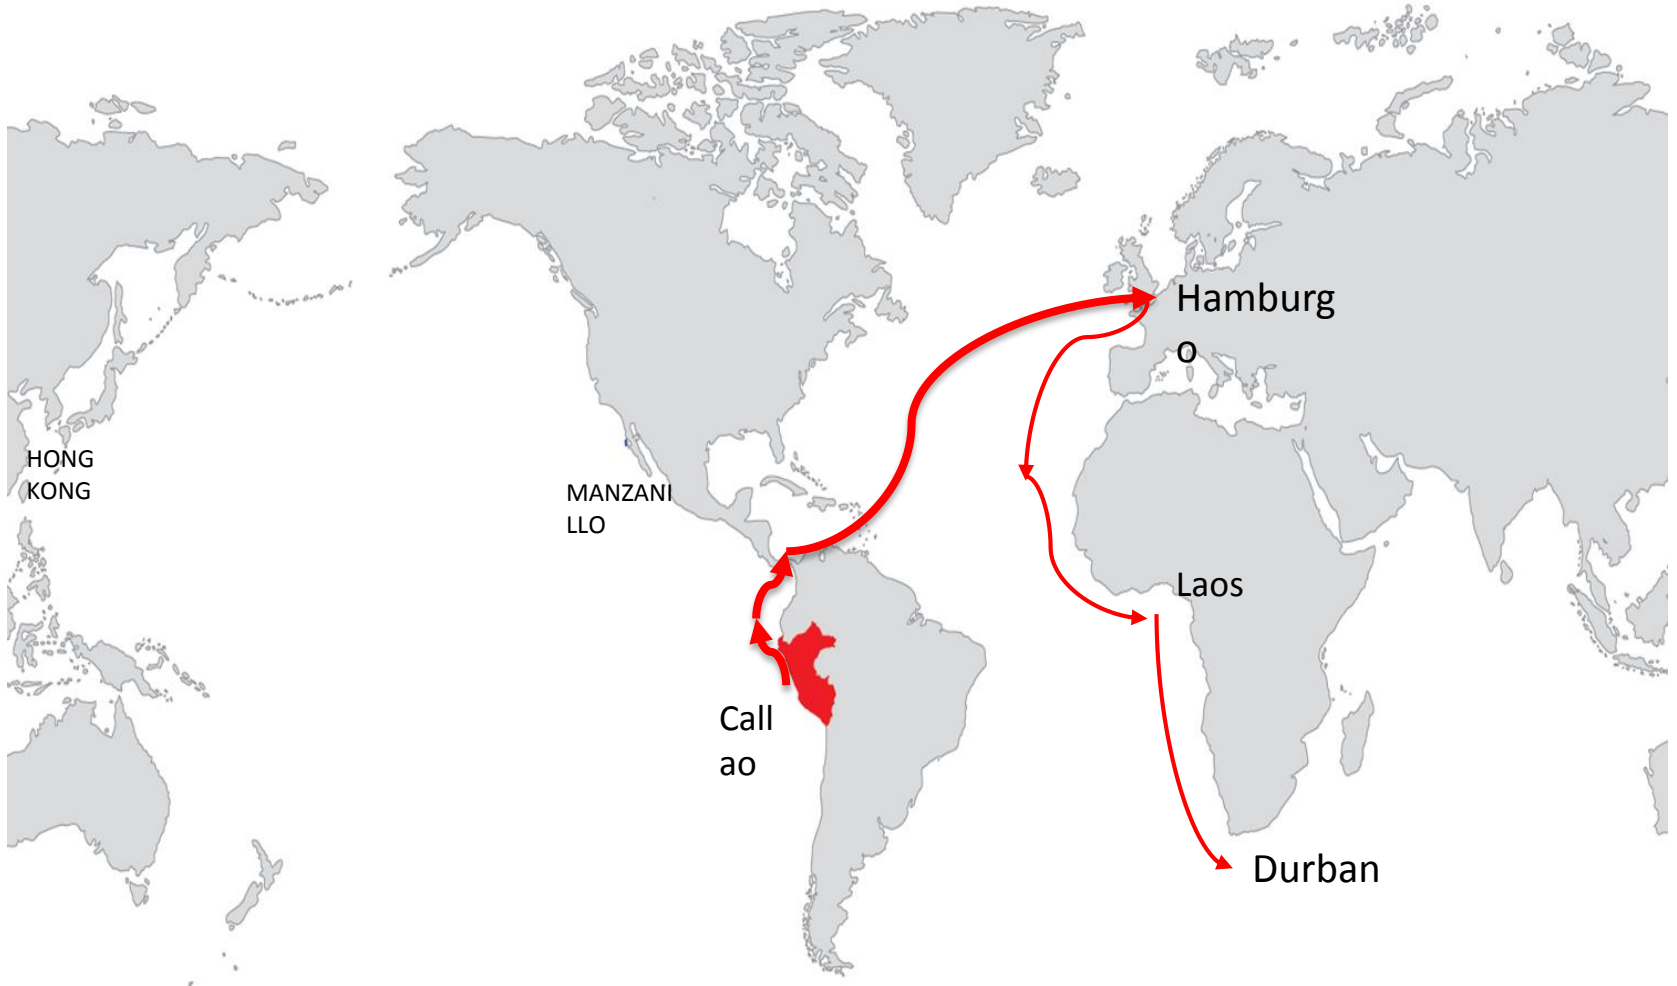 Hamburg
o
HONG
KONG
MANZANI
LLO
Laos
Call
ao
Durban